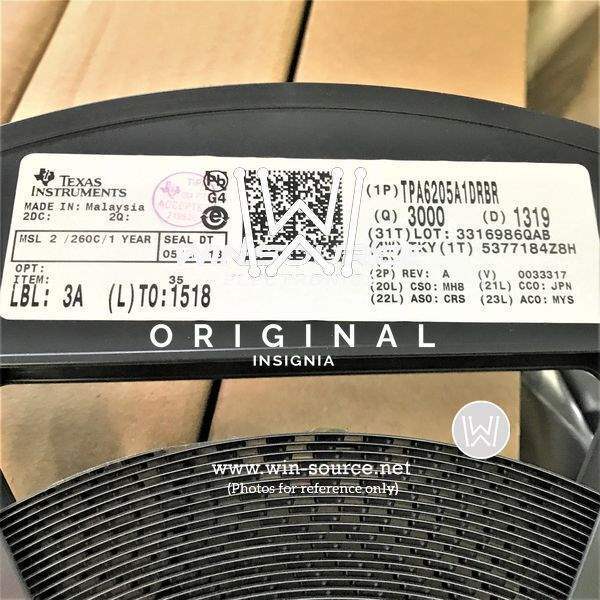 TEXAS
INSTRUMENTS
MADE IN: Malaysia
2DC: 2Q:
Pb
G4
e
MSL 2 /260C/1 YEAR SEAL DT
OPT:
ITEM: 35
LBL: 3A (L)TO:1518
(1P) TPA6205A1DRBR
(Q) 3000 (D) 1319
(31T)LOT: 3316986QAB
(4W) TKY(1T) 5377184Z8H
(2P) REV: A (V) 0033317
(20L) CSO: MH8 (21L) CCO: JPN
(22L) ASO: CRS (23L) ACO: MYS
WIN SOURCE
ORIGINAL
INSIGNIA
W
www.win-source.net
(Photos for reference only)